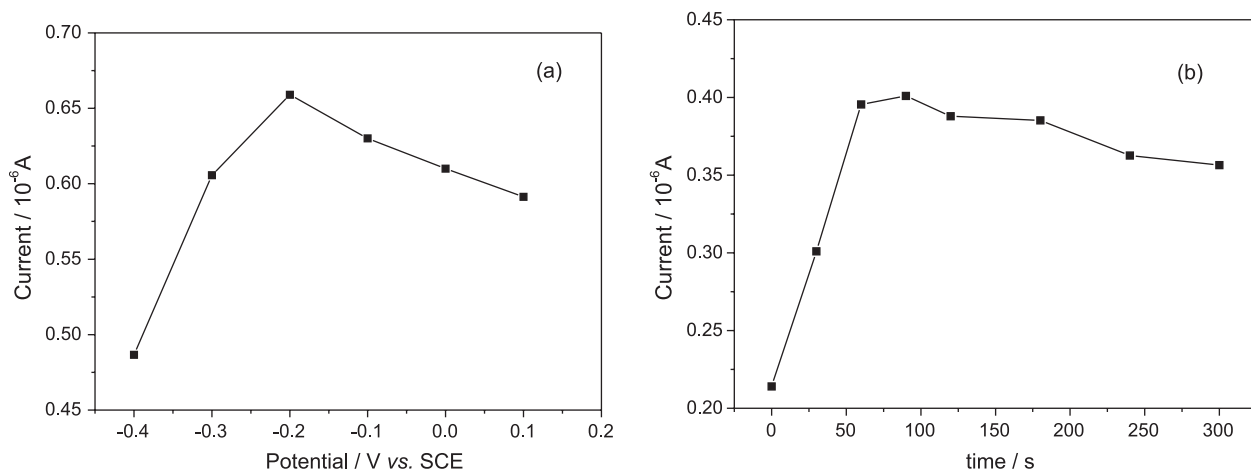 (a)
Current / 10⁻⁶A
0.70
0.65
0.60
0.55
0.50
0.45
-0.4 -0.3 -0.2 -0.1 0.0 0.1 0.2
Potential / V vs. SCE
(b)
Current / 10⁻⁶A
0.45
0.40
0.35
0.30
0.25
0.20
0 50 100 150 200 250 300
time / s